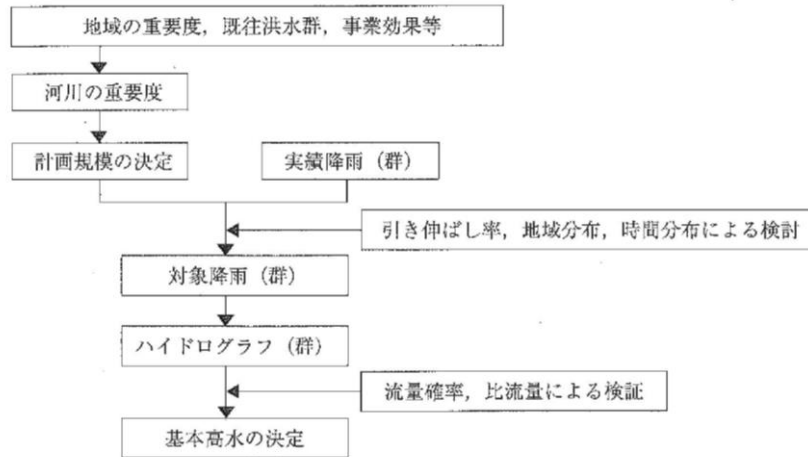 地域の重要度，既往洪水群，事業効果等
河川の重要度
計画規模の決定
実績降雨（群）
引き伸ばし率，地域分布，時間分布による検討
対象降雨（群）
ハイドログラフ（群）
流量確率，比流量による検証
基本高水の決定